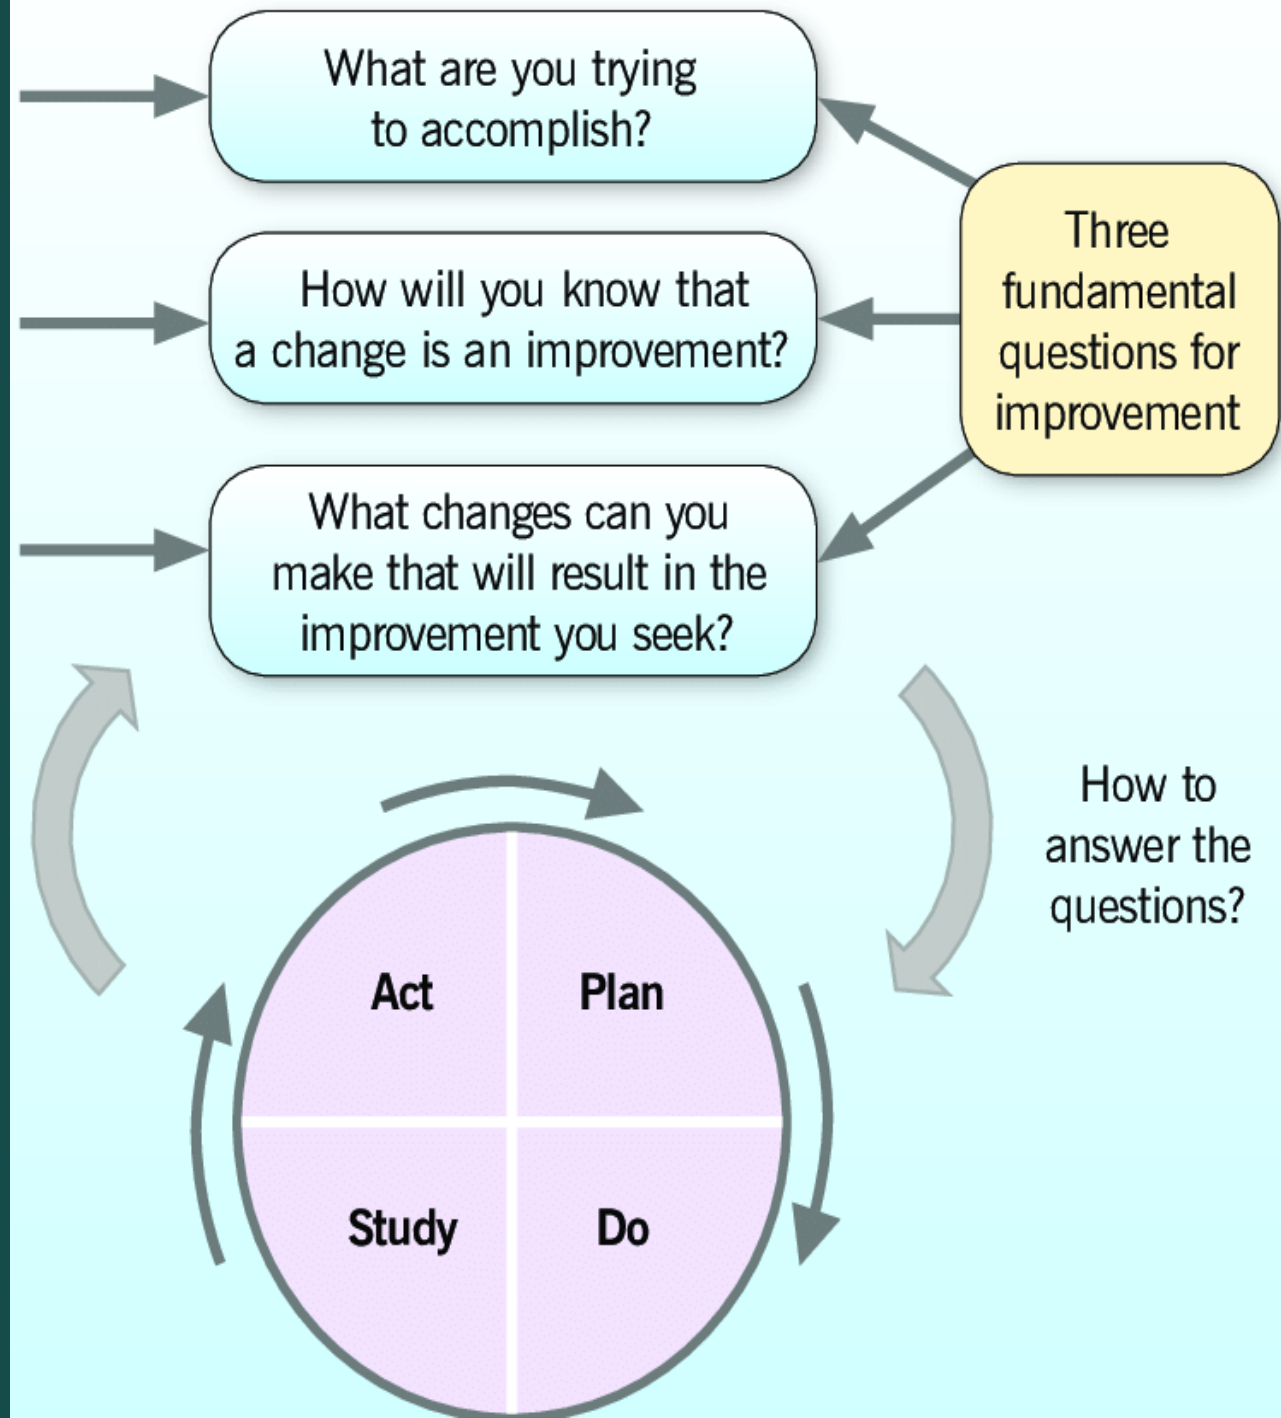 What are you trying
to accomplish?
How will you know that
a change is an improvement?
What changes can you
make that will result in the
improvement you seek?
Three
fundamental
questions for
improvement
How to
answer the
questions?
Act
Plan
Study
Do